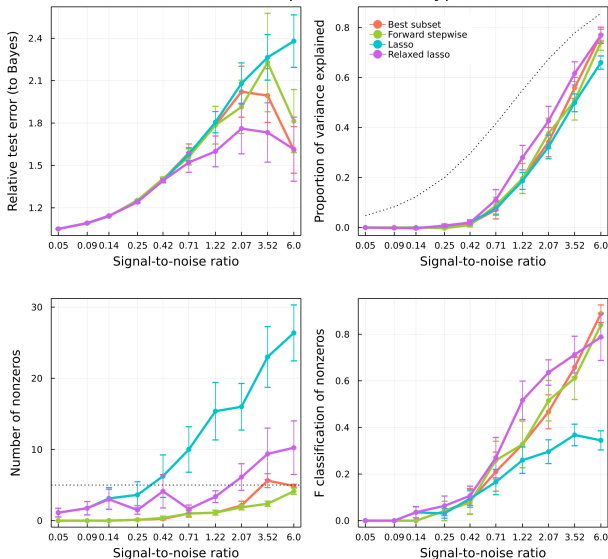 Relative test error (to Bayes)
2.4
2.1
1.8
1.5
1.2
0.05 0.09 0.14 0.25 0.42 0.71 1.22 2.07 3.52 6.0
Signal-to-noise ratio
Proportion of variance explained
0.8
0.6
0.4
0.2
0.0
Best subset
Forward stepwise
Lasso
Relaxed lasso
0.05 0.09 0.14 0.25 0.42 0.71 1.22 2.07 3.52 6.0
Signal-to-noise ratio
Number of nonzeros
30
20
10
0
0.05 0.09 0.14 0.25 0.42 0.71 1.22 2.07 3.52 6.0
Signal-to-noise ratio
F classification of nonzeros
0.8
0.6
0.4
0.2
0.0
0.05 0.09 0.14 0.25 0.42 0.71 1.22 2.07 3.52 6.0
Signal-to-noise ratio